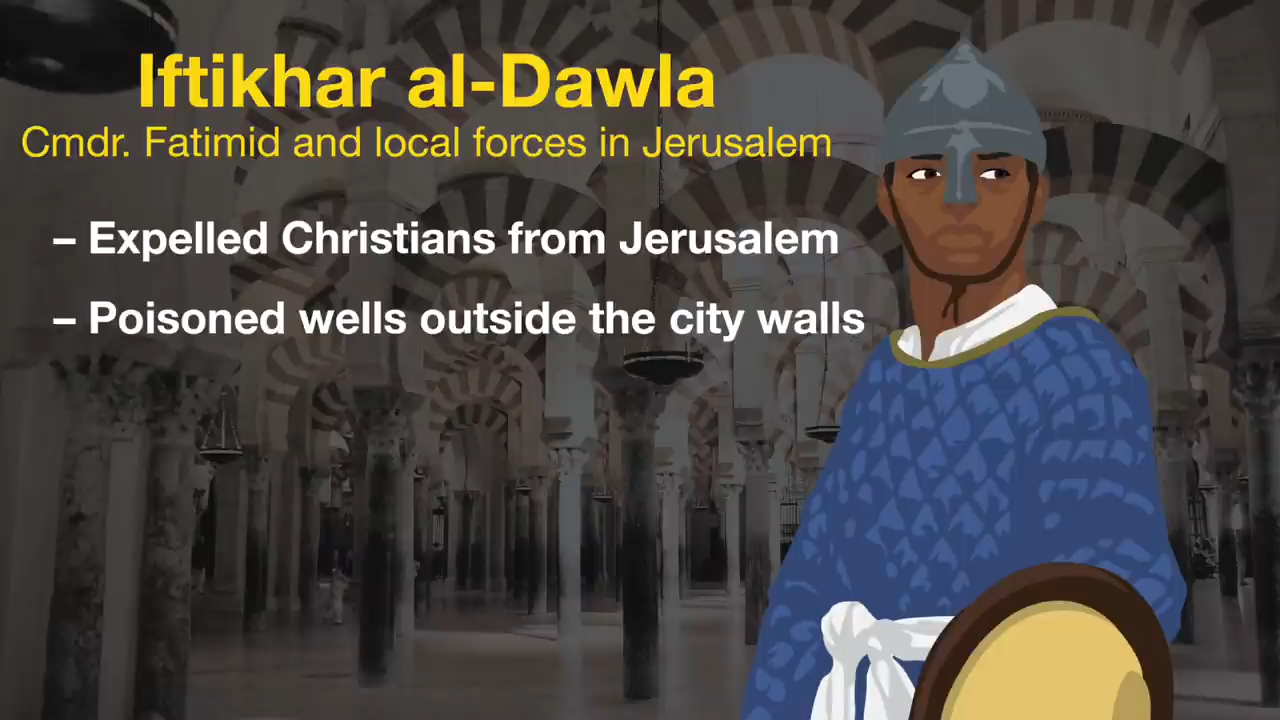 Iftikhar al-Dawla
Cmdr. Fatimid and local forces in Jerusalem
– Expelled Christians from Jerusalem
– Poisoned wells outside the city walls